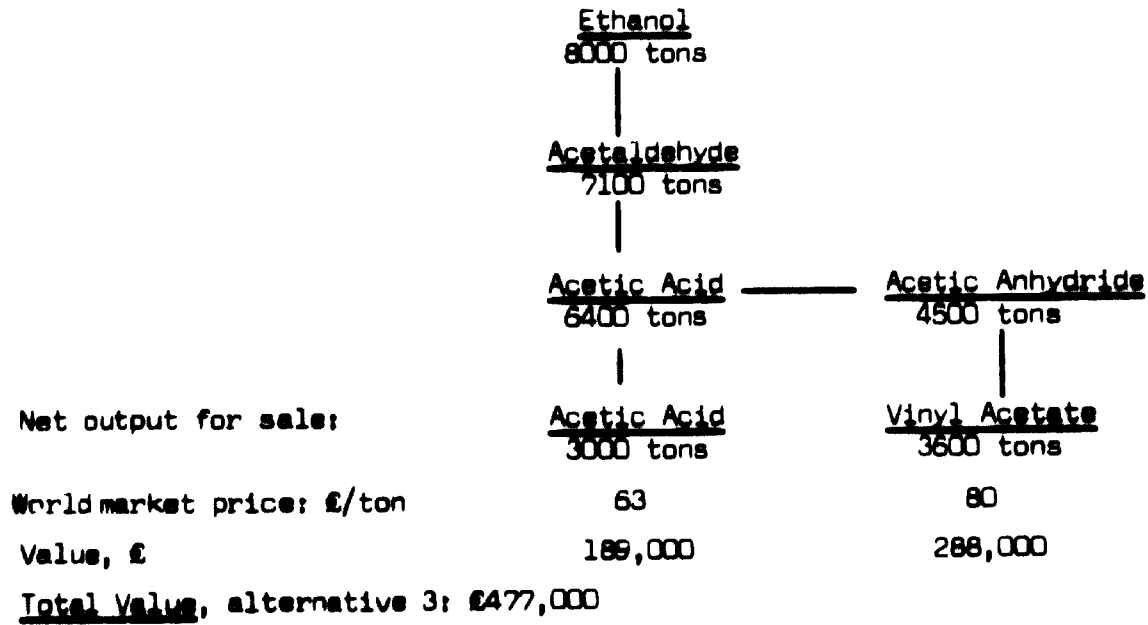 Ethanol
8000 tons
Acetaldehyde
7100 tons
Acetic Acid Acetic Anhydride
6400 tons 4500 tons
Net output for sale: Acetic Acid Vinyl Acetate
3000 tons 3600 tons
World market price: £/ton 63 80
Value, £ 189,000 288,000
Total Value, alternative 3: £477,000